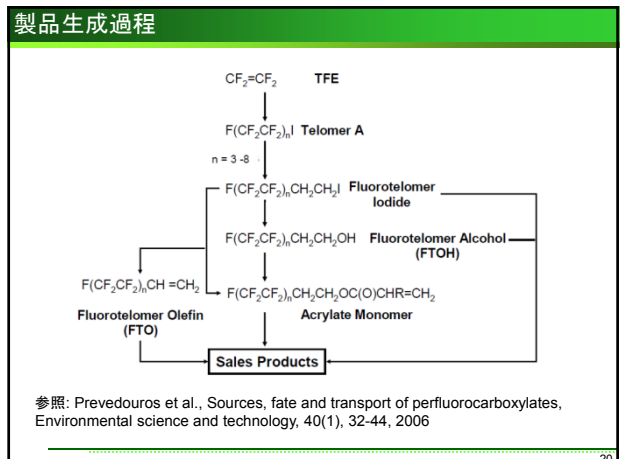 製品生成過程
CF₂=CF₂ TFE
F(CF₂CF₂)ₙI Telomer A
n = 3 -8
F(CF₂CF₂)ₙCH₂CH₂I Fluorotelomer
Iodide
F(CF₂CF₂)ₙCH₂CH₂OH Fluorotelomer Alcohol
(FTOH)
F(CF₂CF₂)ₙCH =CH₂
F(CF₂CF₂)ₙCH₂CH₂OC(O)CHR=CH₂
Fluorotelomer Olefin
(FTO)
Acrylate Monomer
Sales Products
参照: Prevedouros et al., Sources, fate and transport of perfluorocarboxylates,
Environmental science and technology, 40(1), 32-44, 2006
20